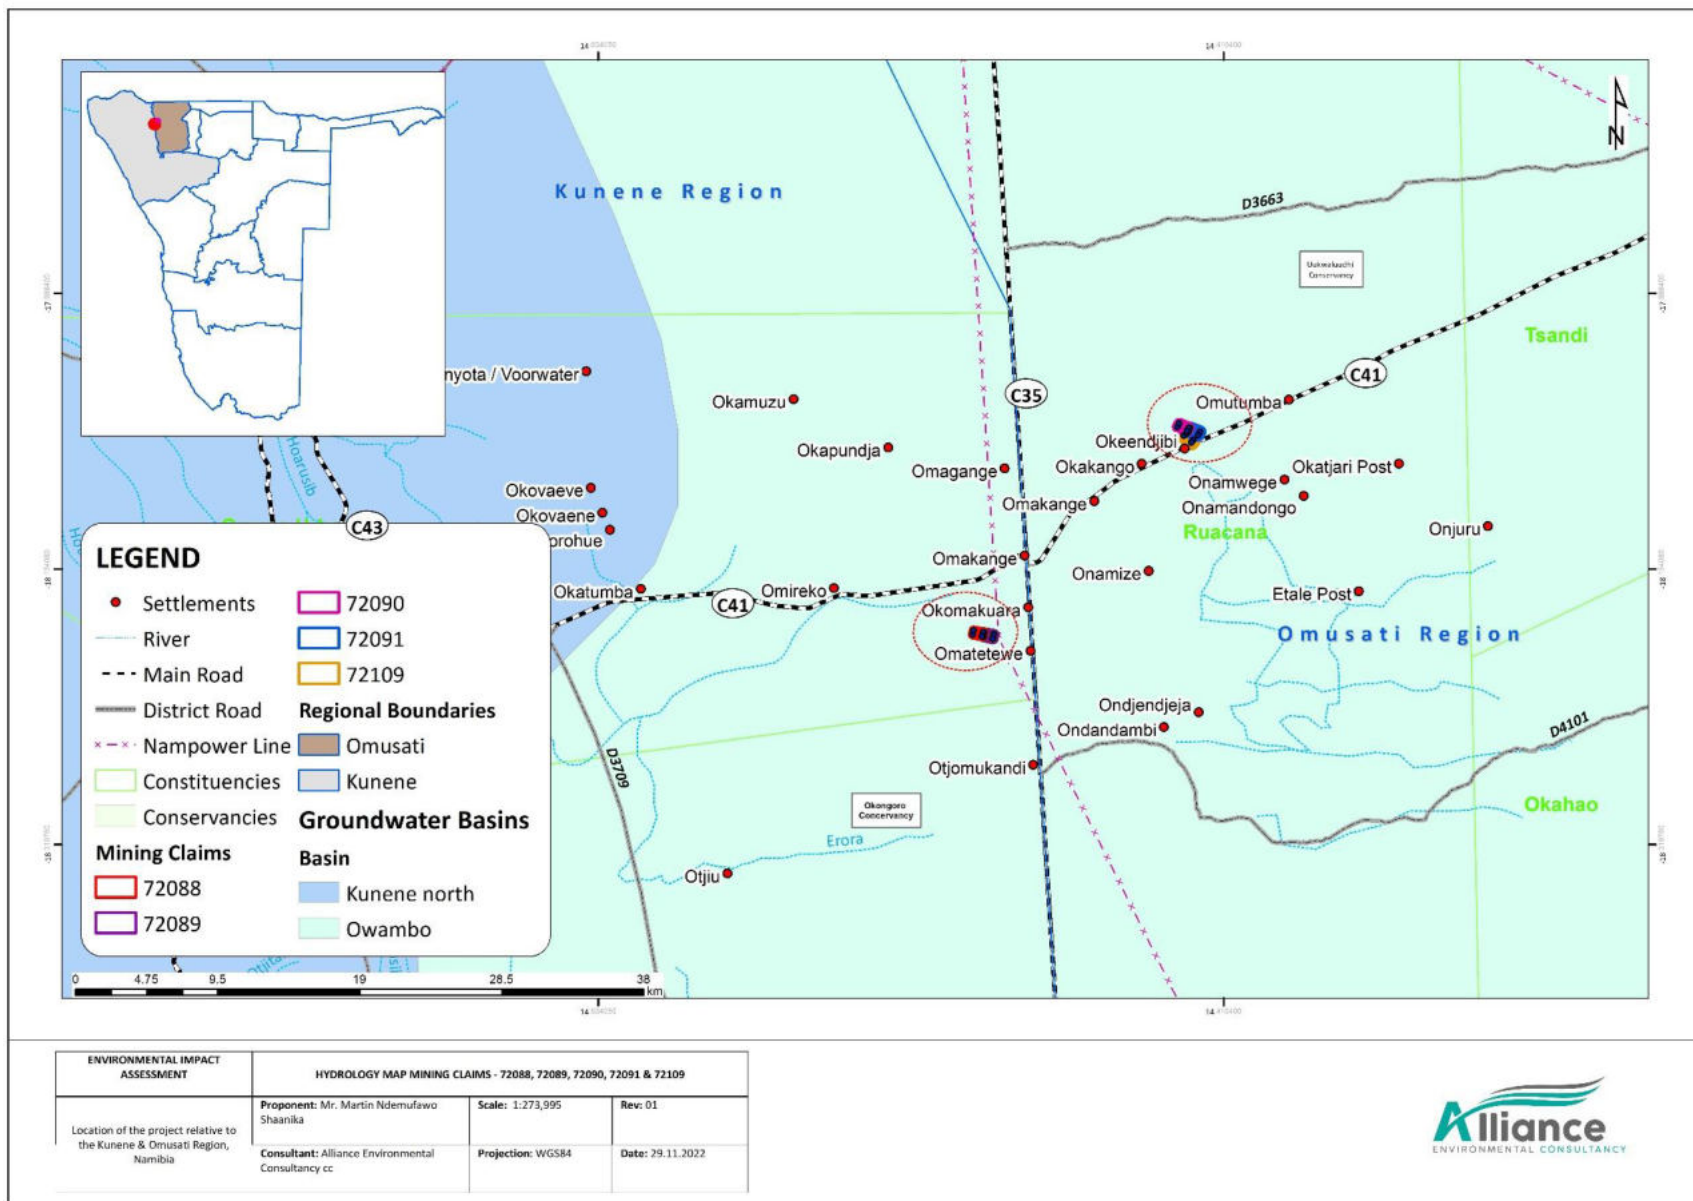 Kunene Region
D3663
Uukwaluudhi
Conservancy
Tsandi
C41
C35
nyota / Voorwater
Okamuzu
Omutumba
Okapundja
Okeendjibi
Omagange
Okakango
Okatjari Post
Onamwege
Okovaeve
Omakange
Onamandongo
Okovaene
Ruacana
Onjuru
orohue
Hoarusib
C43
Omakange
Onamize
Okatumba
Omireko
Etale Post
C41
Okomakuara
Omusati Region
Omatetewe
Ondjendjeja
Ondandambi
D4101
D3709
Otjomukandi
Okahao
Okongoro
Concervancy
Erora
Otjiu
LEGEND
Settlements
River
Main Road
District Road
Nampower Line
Constituencies
Conservancies
Mining Claims
72088
72089
72090
72091
72109
Regional Boundaries
Omusati
Kunene
Groundwater Basins
Basin
Kunene north
Owambo
0 4.75 9.5 19 28.5 38
km
N
ENVIRONMENTAL IMPACT
ASSESSMENT
HYDROLOGY MAP MINING CLAIMS - 72088, 72089, 72090, 72091 & 72109
Location of the project relative to
the Kunene & Omusati Region,
Namibia
Proponent: Mr. Martin Ndemufawo
Shaanika
Scale: 1:273,995
Rev: 01
Consultant: Alliance Environmental
Consultancy cc
Projection: WGS84
Date: 29.11.2022
Alliance
ENVIRONMENTAL CONSULTANCY